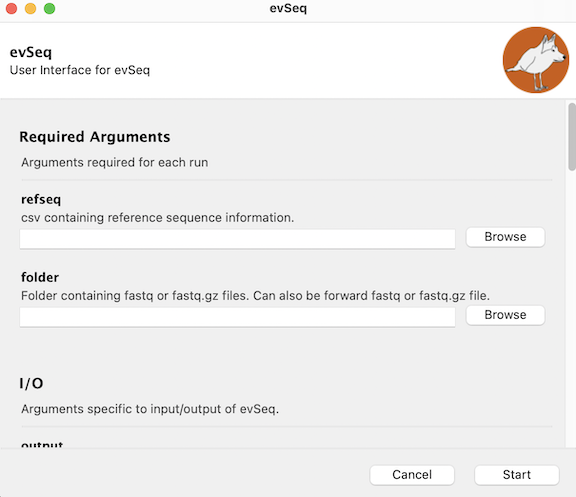 evSeq
evSeq
User Interface for evSeq
Required Arguments
Arguments required for each run
refseq
csv containing reference sequence information.
Browse
folder
Folder containing fastq or fastq.gz files. Can also be forward fastq or fastq.gz file.
Browse
I/O
Arguments specific to input/output of evSeq.
output
Cancel Start